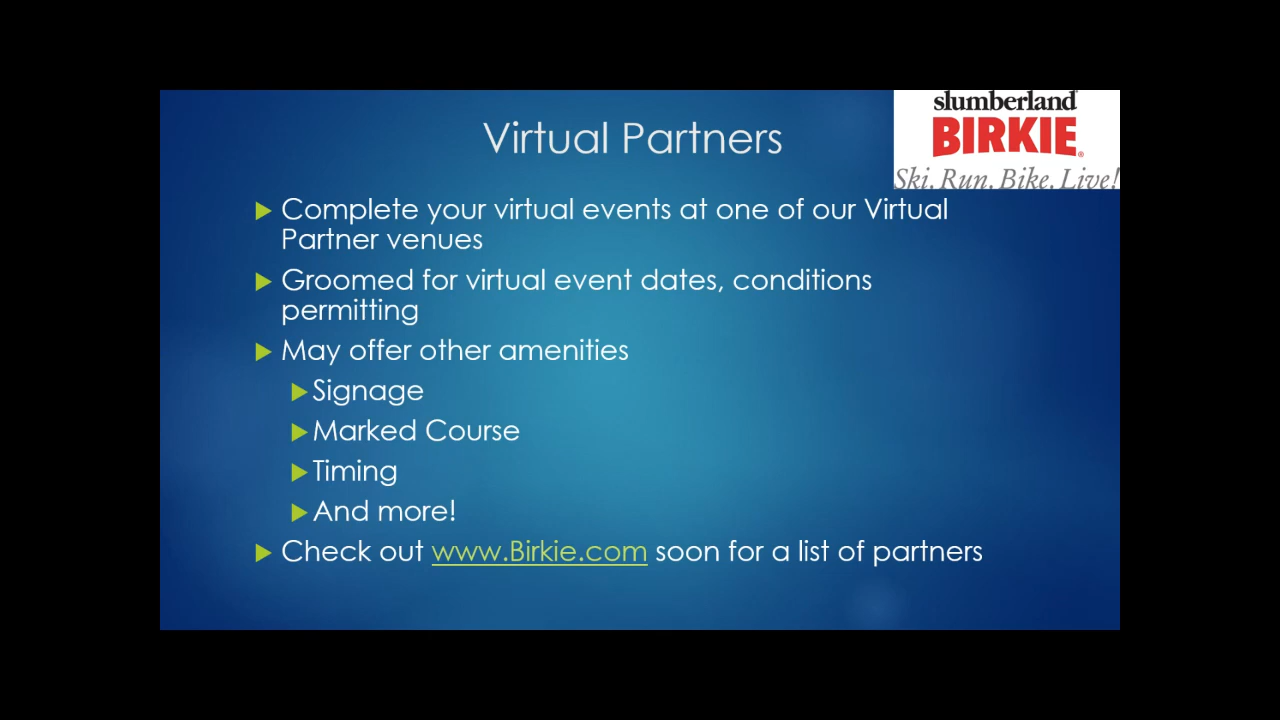 slumberland
BIRKIE®
Ski. Run. Bike. Live!
Virtual Partners
Complete your virtual events at one of our Virtual
Partner venues
Groomed for virtual event dates, conditions
permitting
May offer other amenities
Signage
Marked Course
Timing
And more!
Check out www.Birkie.com soon for a list of partners